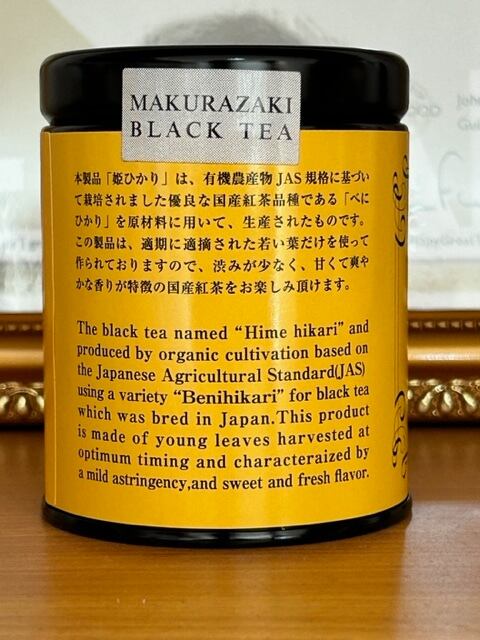 MAKURAZAKI
BLACK TEA
本製品「姫ひかり」は、有機農産物 JAS 規格に基づい
て栽培されました優良な国産紅茶品種である「べに
ひかり」を原材料に用いて、生産されたものです。
この製品は、適期に適摘された若い葉だけを使って
作られておりますので、渋みが少なく、甘くて爽や
かな香りが特徴の国産紅茶をお楽しみ頂けます。
The black tea named “Hime hikari” and
produced by organic cultivation based on
the Japanese Agricultural Standard(JAS)
using a variety “Benihikari” for black tea
which was bred in Japan.This product
is made of young leaves harvested at
optimum timing and characteraized by
a mild astringency,and sweet and fresh flavor.